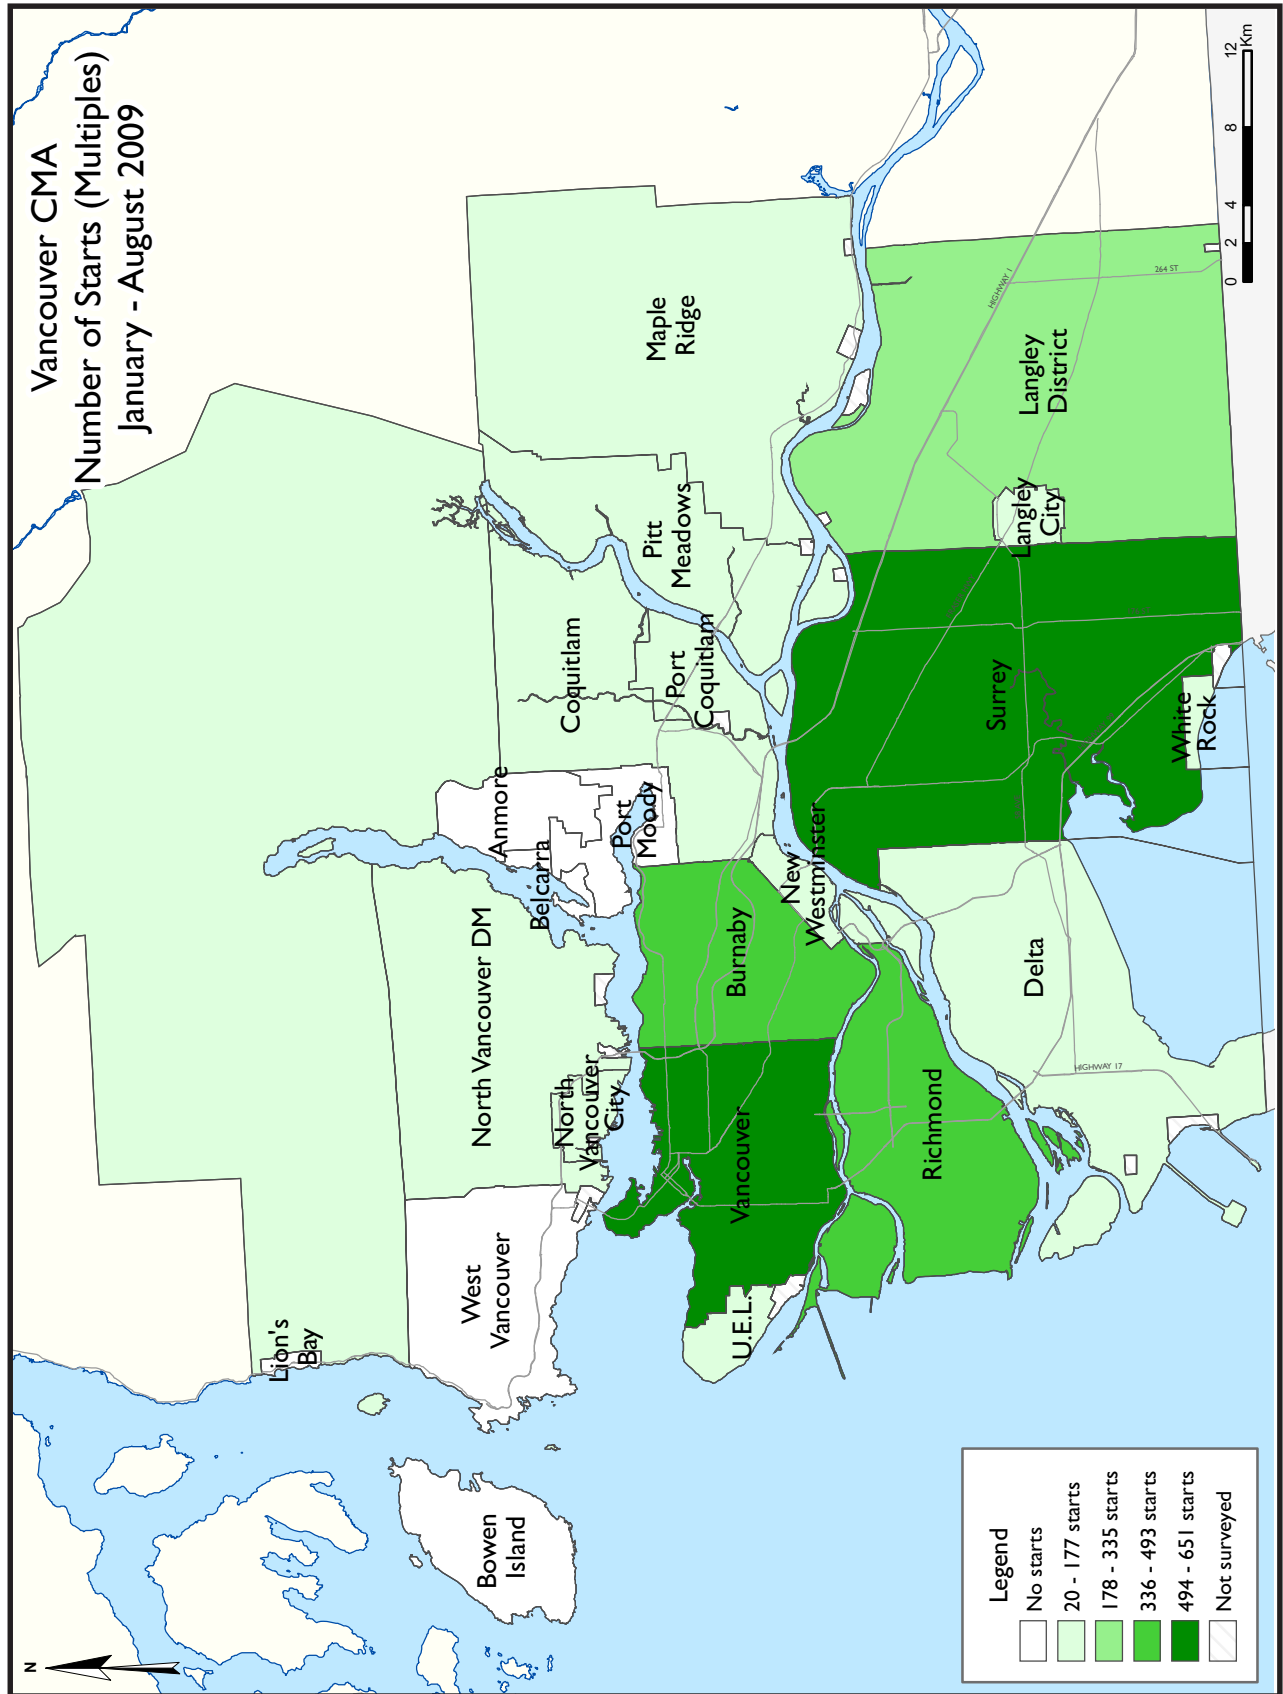 Vancouver CMA
Number of Starts (Multiples)
January - August 2009
N
Lion's
Bay
Bowen
Island
West
Vancouver
North Vancouver DM
North
Vancouver
City
Anmore
Belcarra
Port
Moody
Coquitlam
Port
Coquitlam
Pitt
Meadows
Maple
Ridge
U.E.L.
Vancouver
Burnaby
New
Westminster
Richmond
Delta
Surrey
White
Rock
Langley
City
Langley
District
HIGHWAY 1
264 ST
HIGHWAY 17
Legend
No starts
20 - 177 starts
178 - 335 starts
336 - 493 starts
494 - 651 starts
Not surveyed
0 2 4 8 12
Km